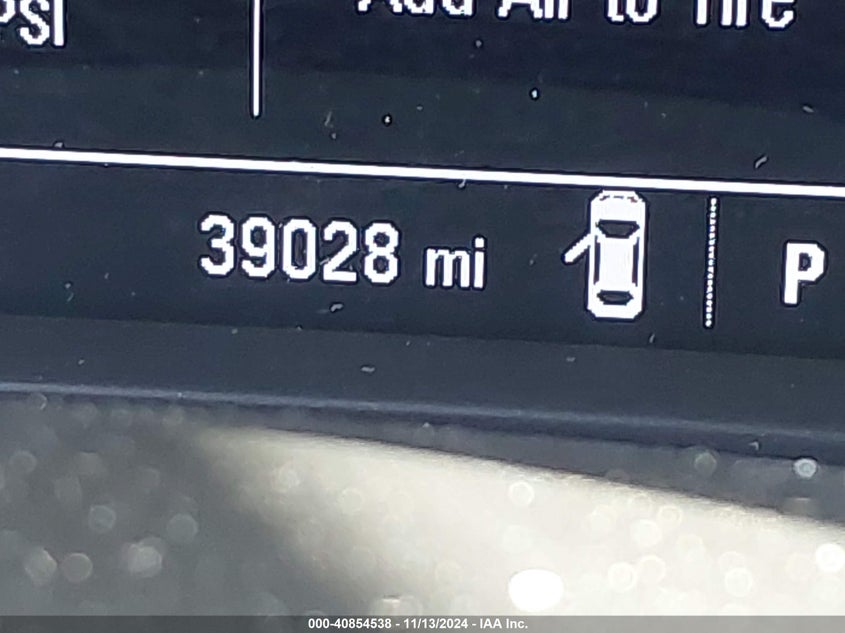 psi
Add Air to Tire
39028 mi
P
000-40854538 - 11/13/2024 - IAA Inc.